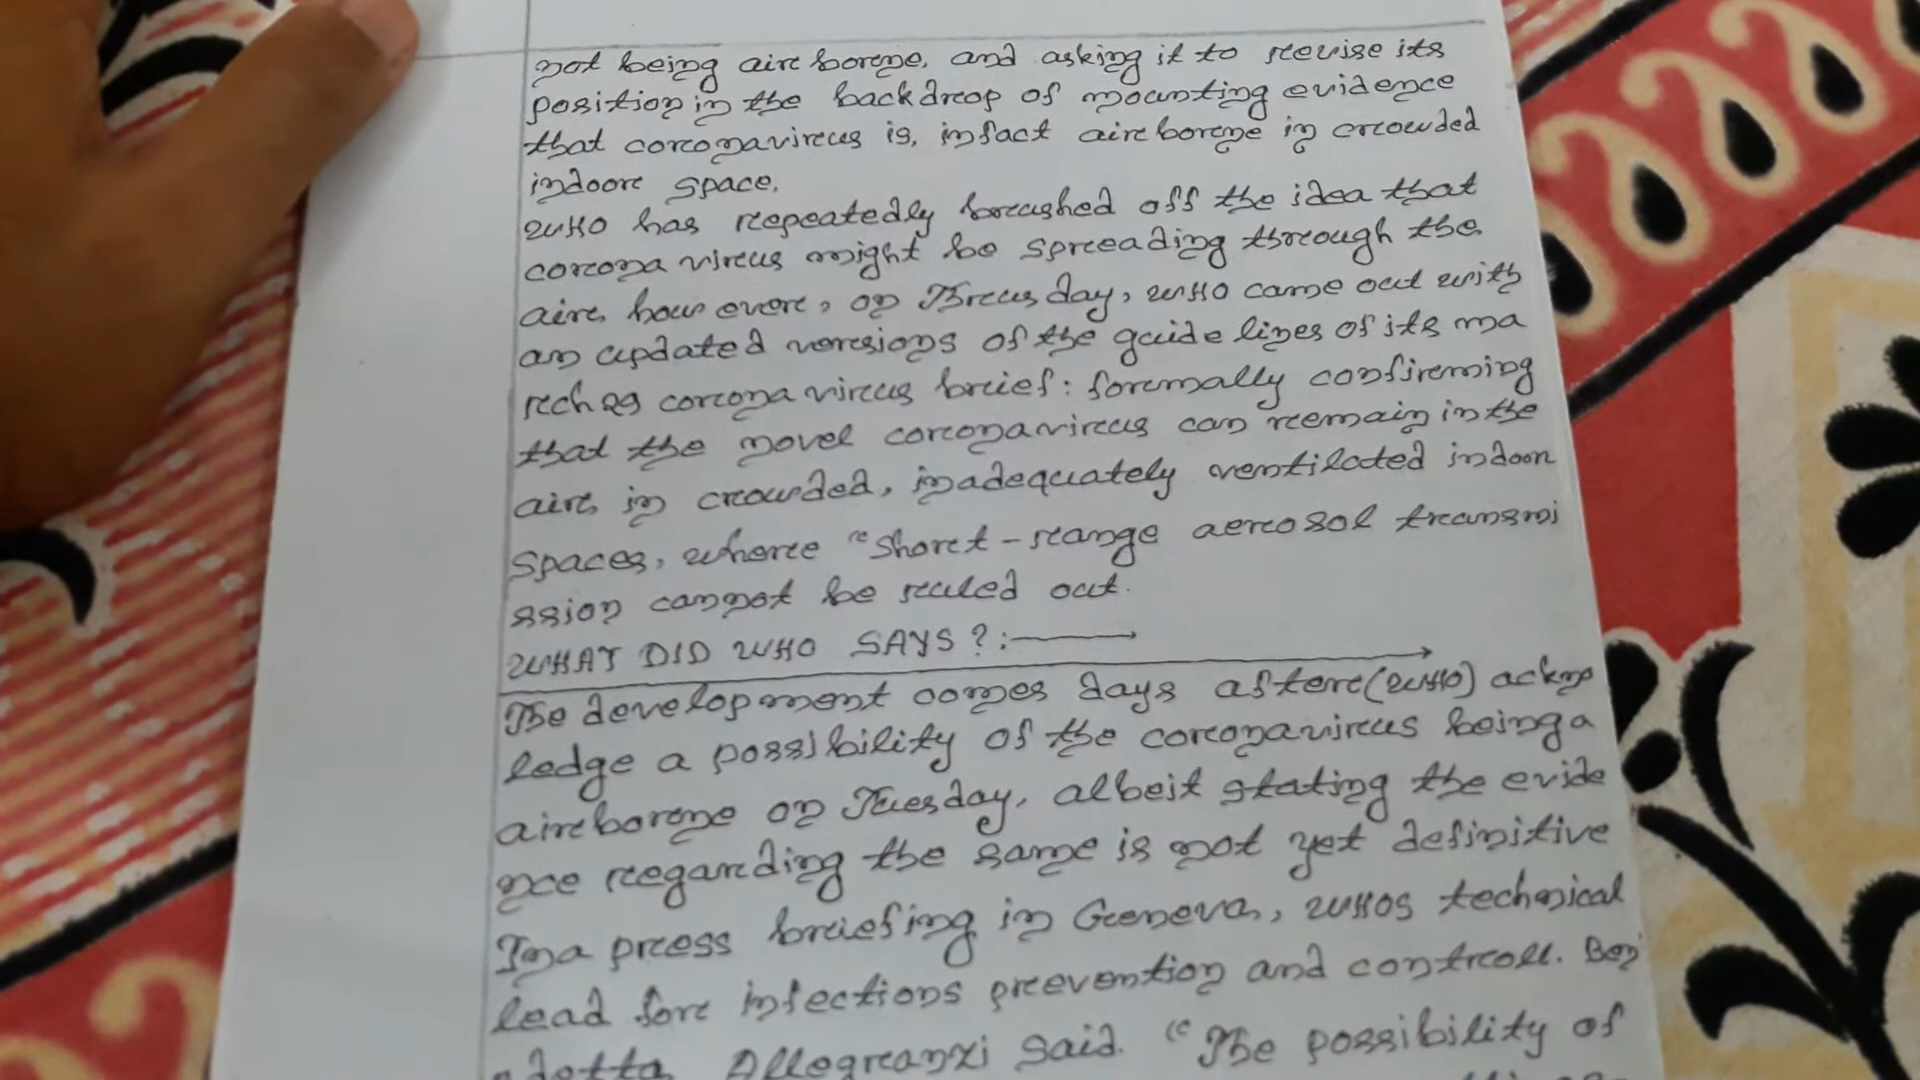 not being airborne, and asking it to revise its
position in the backdrop of mounting evidence
that coronavirus is, infact airborne in crowded
indoor space.
WHO has repeatedly brushed off the idea that
corona virus might be spreading through the
air, however, on Thrusday, WHO came out with
an updated versions of the guide lines of its ma
rch 29 corona virus brief: formally confirming
that the novel coronavirus can remain in the
air, in crowded, inadequately ventilated indoor
spaces, where "short-range aerosol transmi
ssion cannot be ruled out.
WHAT DID WHO SAYS ?:⟶
The development comes days after (WHO) ackno
ledge a possibility of the coronavirus being a
airborne on Tuesday, albeit stating the evide
nce regarding the same is not yet definitive
In a press briefing in Geneva, WHOS technical
lead for infections prevention and controll. Ben
detta Allegranzi said. "The possibility of